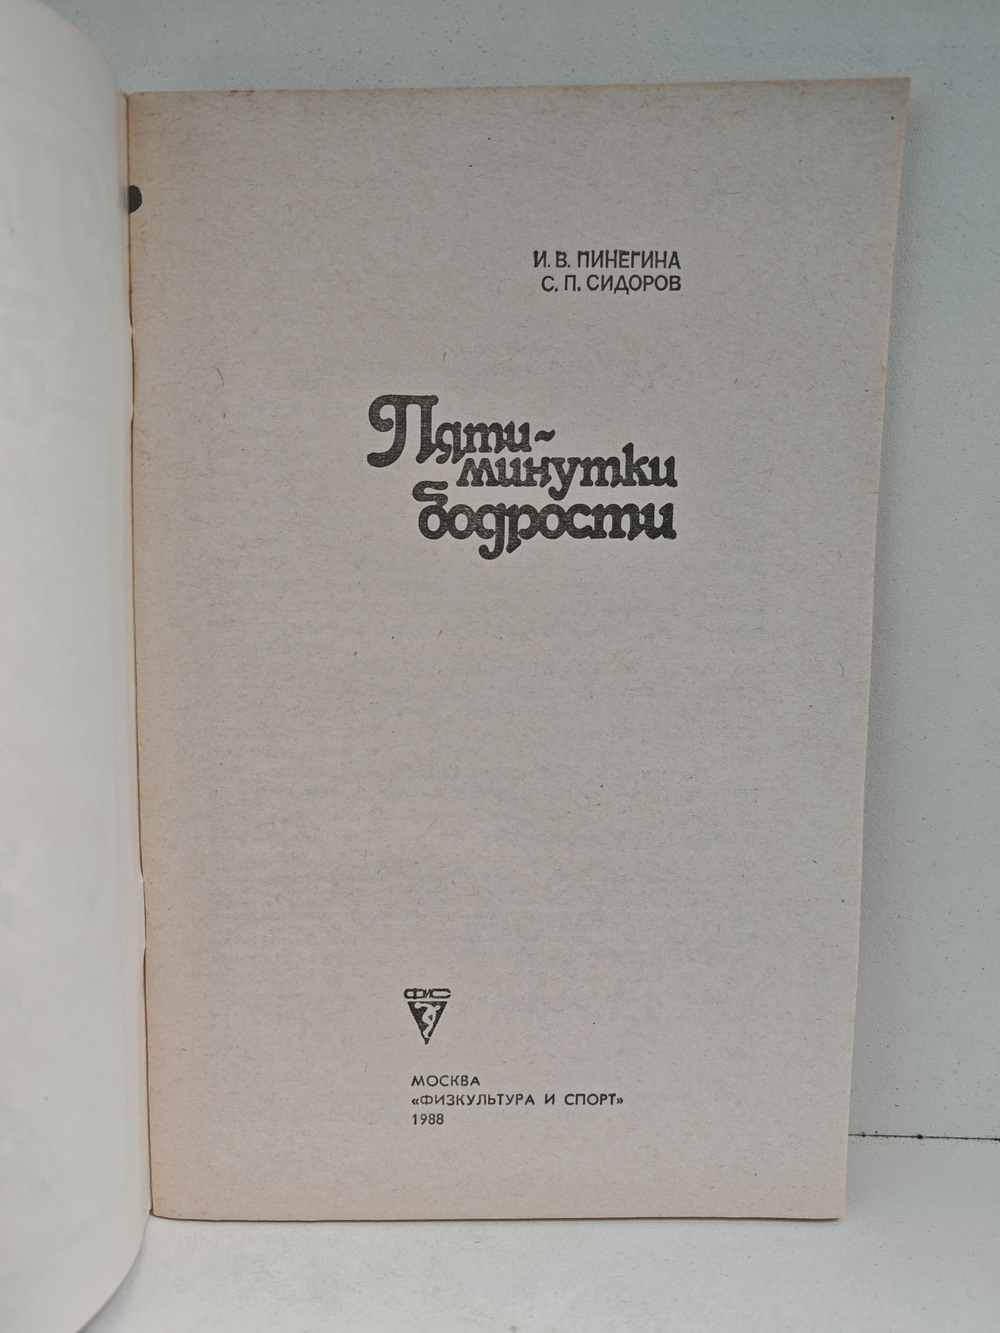 И. В. ПИНЕГИНА
С. П. СИДОРОВ
Пяти-
минутки
бодрости
ФИС
МОСКВА
«ФИЗКУЛЬТУРА И СПОРТ»
1988